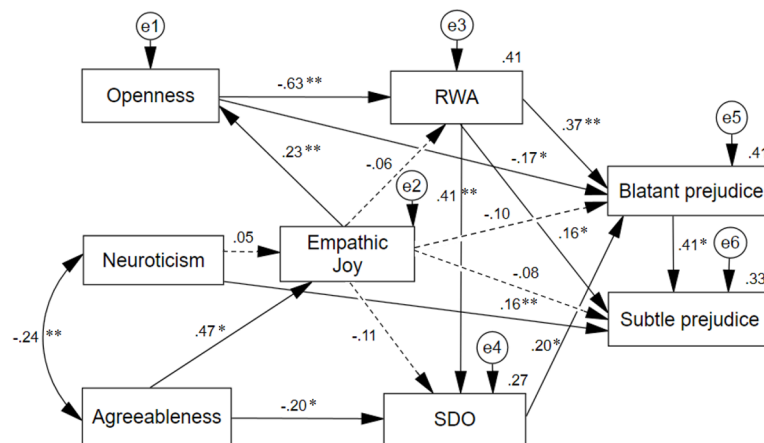 e1
e3
.41
Openness
-.63 **
RWA
e5
.37 **
.23 **
-.06
-.17 *
.41
e2
.41 **
Blatant prejudice
-.10
.05
Empathic
Joy
.16 *
.41 *
e6
Neuroticism
-.08
.33
.16 **
Subtle prejudice
-.24 **
.47 *
-.11
.20 *
e4
.27
Agreeableness
-.20 *
SDO